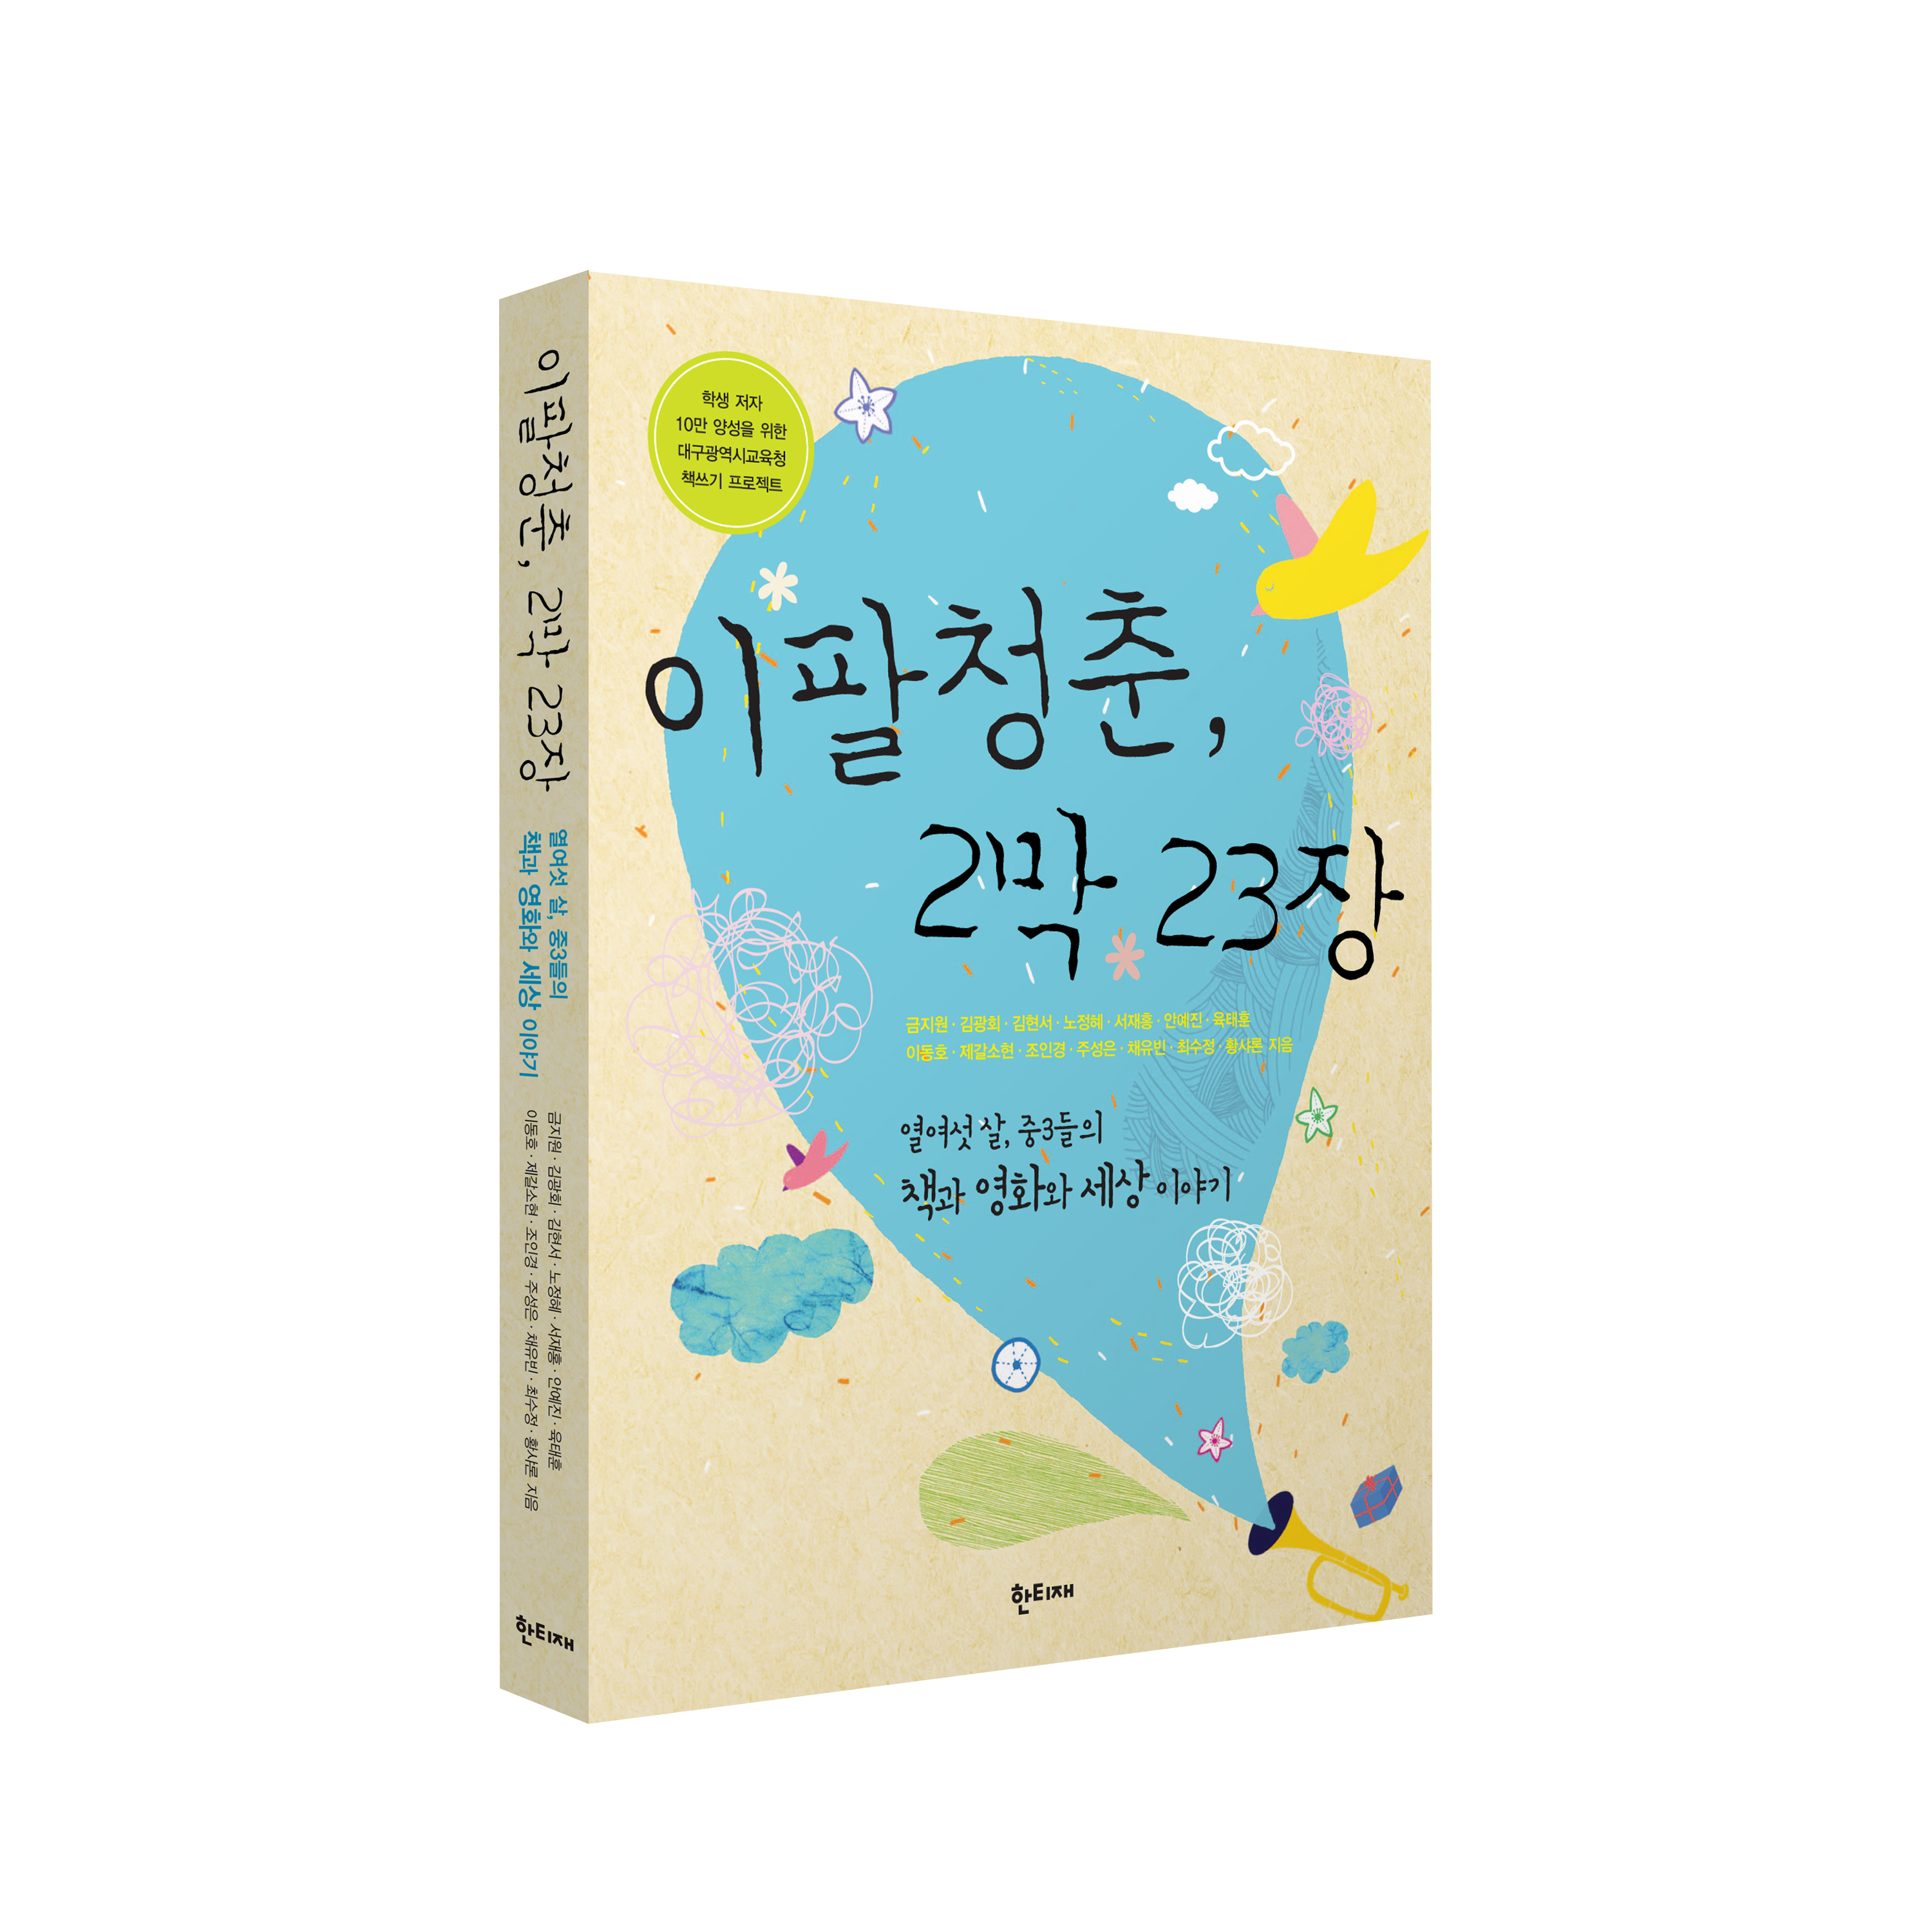 이팔청춘, 2막 23장
열여섯 살, 중3들의
책과 영화와 세상 이야기
금지원 · 김광회 · 김현서 · 노정혜 · 서재홍 · 안예진 · 육태훈
이동호 · 제갈소현 · 조인경 · 주성은 · 채유빈 · 최수정 · 황샤론 지음
한티재
학생 저자
10만 양성을 위한
대구광역시교육청
책쓰기 프로젝트
이팔청춘,
2막 23장
금지원 · 김광회 · 김현서 · 노정혜 · 서재홍 · 안예진 · 육태훈
이동호 · 제갈소현 · 조인경 · 주성은 · 채유빈 · 최수정 · 황샤론 지음
열여섯 살, 중3들의
책과 영화와 세상 이야기
한티재